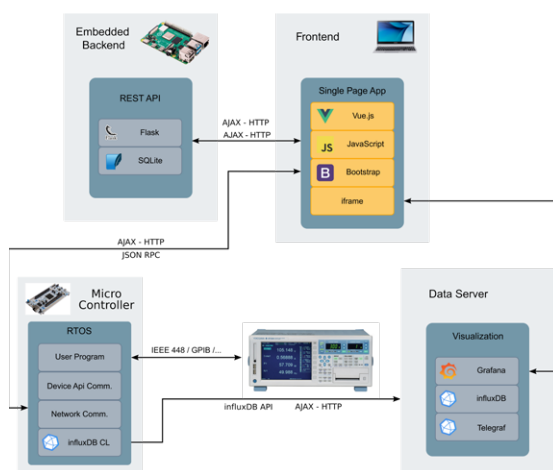 Embedded
Backend
REST API
Flask
SQLite
AJAX - HTTP
AJAX - HTTP
Frontend
Single Page App
Vue.js
JS
JavaScript
B
Bootstrap
iframe
AJAX - HTTP
JSON RPC
Micro
Controller
RTOS
User Program
Device Api Comm.
Network Comm.
influxDB CL
IEEE 448 / GPIB /...
influxDB API
AJAX - HTTP
Data Server
Visualization
Grafana
influxDB
Telegraf